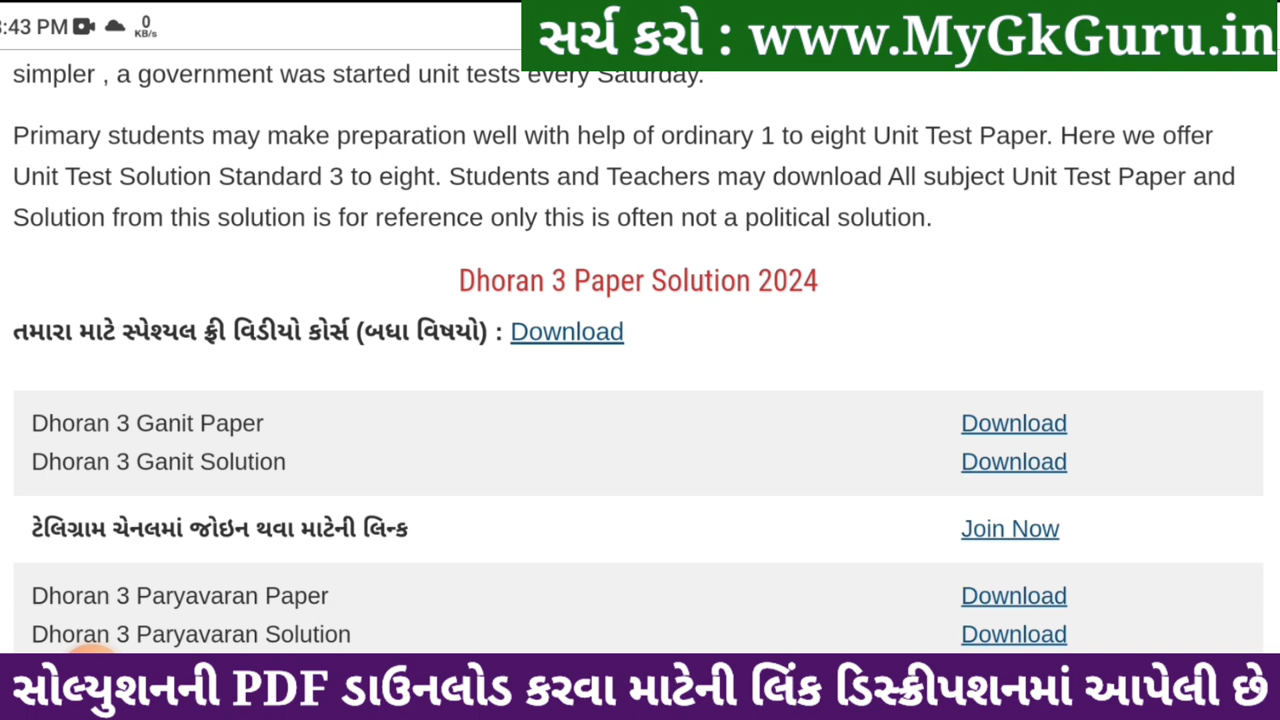 :43 PM 0 KB/s
સર્ચ કરો : www.MyGkGuru.in
simpler , a government was started unit tests every Saturday.
Primary students may make preparation well with help of ordinary 1 to eight Unit Test Paper. Here we offer
Unit Test Solution Standard 3 to eight. Students and Teachers may download All subject Unit Test Paper and
Solution from this solution is for reference only this is often not a political solution.
Dhoran 3 Paper Solution 2024
તમારા માટે સ્પેશ્યલ ફ્રી વિડીયો કોર્સ (બધા વિષયો) : Download
Dhoran 3 Ganit Paper Download
Dhoran 3 Ganit Solution Download
ટેલિગ્રામ ચેનલમાં જોઇન થવા માટેની લિન્ક Join Now
Dhoran 3 Paryavaran Paper Download
Dhoran 3 Paryavaran Solution Download
સોલ્યુશનની PDF ડાઉનલોડ કરવા માટેની લિંક ડિસ્ક્રીપશનમાં આપેલી છે